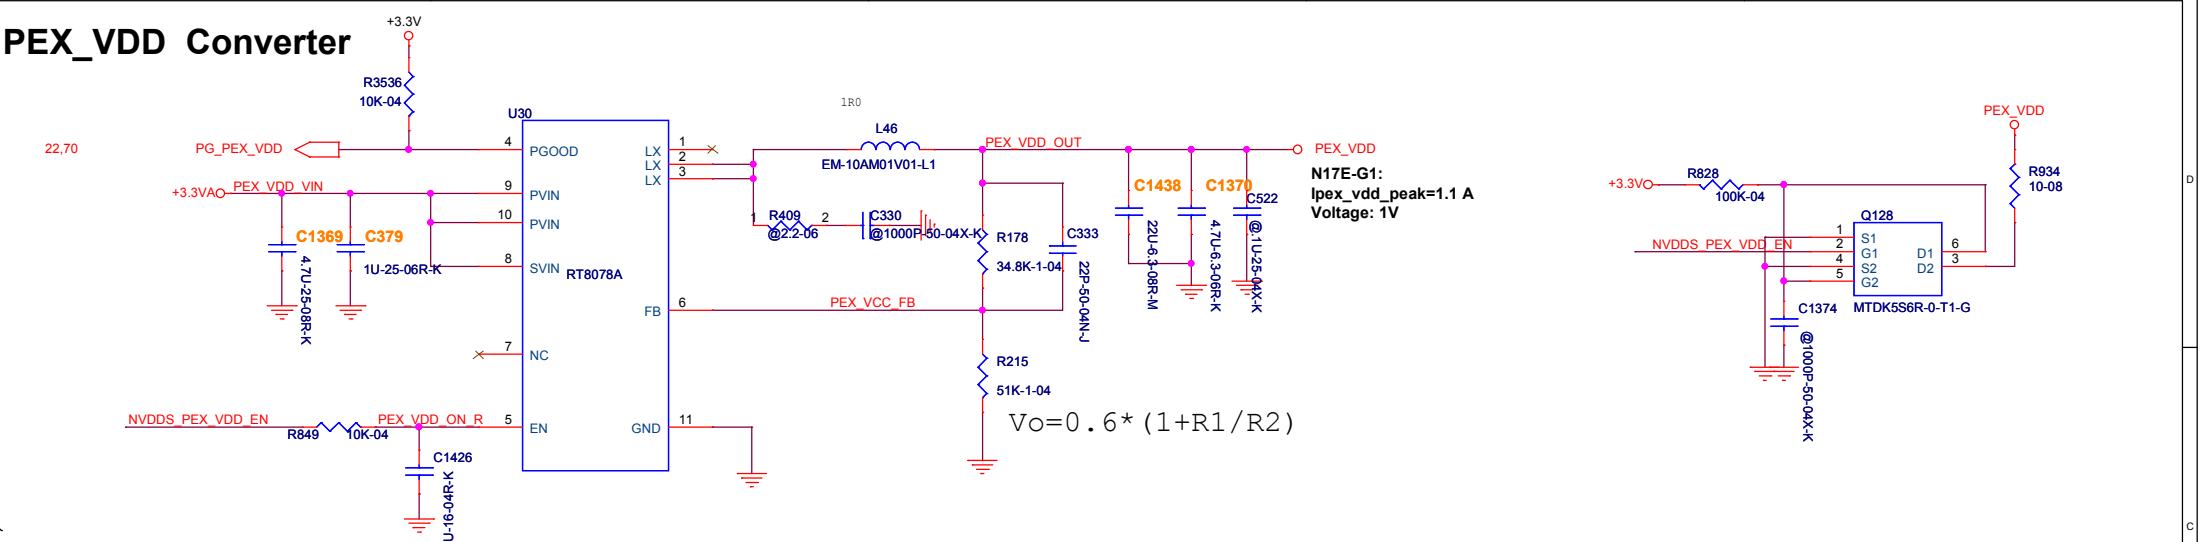 PEX_VDD Converter
+3.3V
R3536
10K-04
22,70
PG_PEX_VDD
+3.3VA
PEX_VDD_VIN
C1369
4.7U-25-08R-K
C379
1U-25-06R-K
NVDDS_PEX_VDD_EN
R849
10K-04
PEX_VDD_ON_R
C1426
U-16-04R-K
U30
4
PGOOD
9
PVIN
10
PVIN
8
SVIN
RT8078A
7
NC
5
EN
LX
1
LX
2
LX
3
FB
6
GND
11
1R0
L46
EM-10AM01V01-L1
1
R409
2
@2.2-06
C330
@1000P-50-04X-K
PEX_VDD_OUT
R178
34.8K-1-04
C333
22P-50-04N-J
PEX_VCC_FB
R215
51K-1-04
Vo=0.6*(1+R1/R2)
C1438
22U-6.3-08R-M
C1370
4.7U-6.3-06R-K
C522
@.1U-25-04X-K
PEX_VDD
N17E-G1:
Ipex_vdd_peak=1.1 A
Voltage: 1V
+3.3V
R828
100K-04
NVDDS_PEX_VDD_EN
Q128
1
S1
2
G1
4
S2
5
G2
D1
6
D2
3
MTDK5S6R-0-T1-G
C1374
@1000P-50-04X-K
PEX_VDD
R934
10-08
D
C